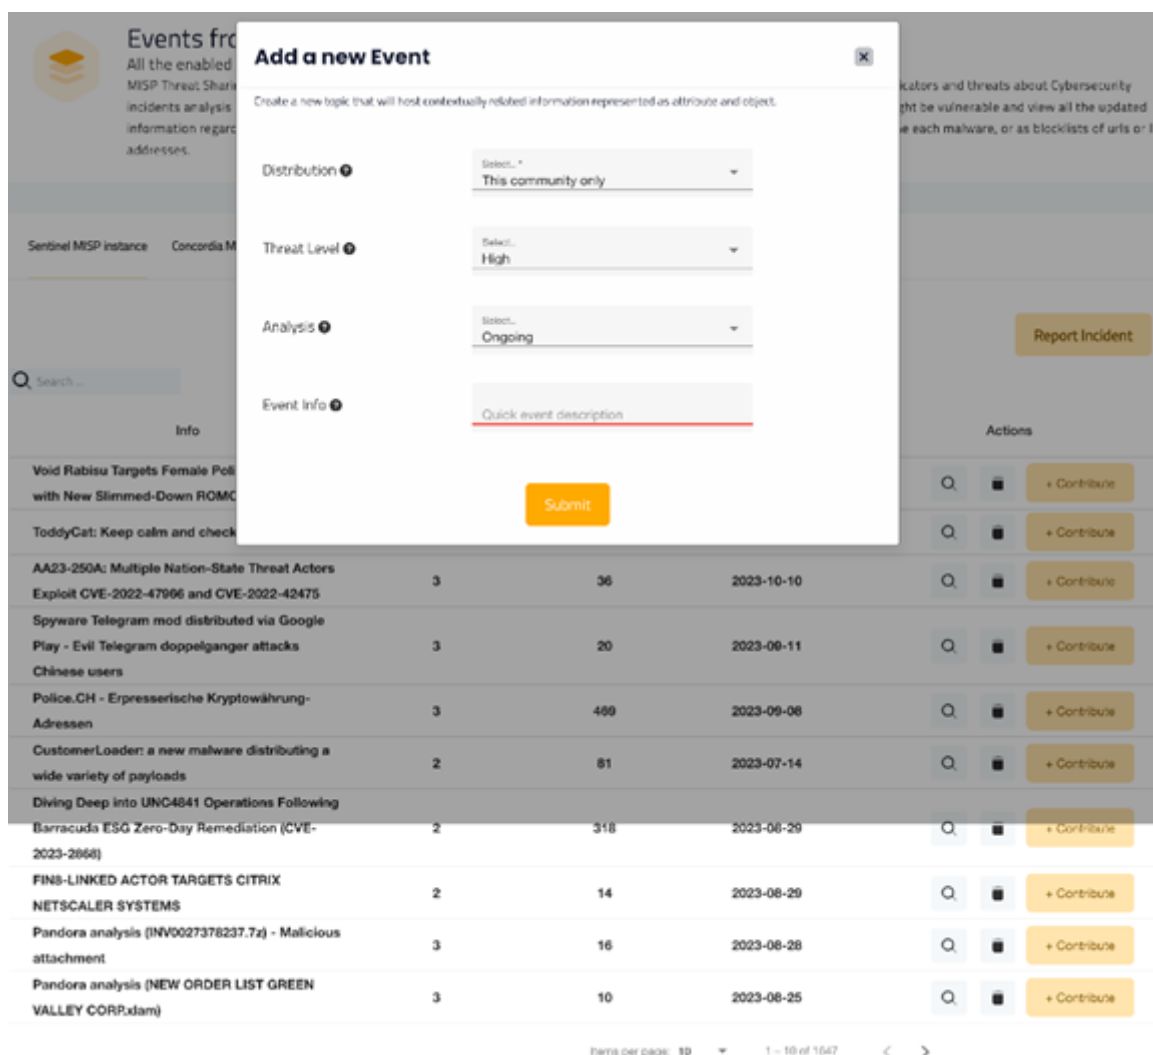 Events fro
All the enabled
MISP Threat Shari
incidents analysis
information regard
addresses.
icators and threats about Cybersecurity
ght be vulnerable and view all the updated
e each malware, or as blocklists of urls or I
Add a new Event
Create a new topic that will host contextually related information represented as attribute and object.
Distribution
Select... *
This community only
Threat Level
Select...
High
Analysis
Select...
Ongoing
Event Info
Quick event description
Submit
Sentinel MISP instance Concordia M
Report Incident
Search ...
Info Actions
Void Rabisu Targets Female Poli
with New Slimmed-Down ROMC
+ Contribute
ToddyCat: Keep calm and check
+ Contribute
AA23-250A: Multiple Nation-State Threat Actors
Exploit CVE-2022-47966 and CVE-2022-42475
3 36 2023-10-10 + Contribute
Spyware Telegram mod distributed via Google
Play - Evil Telegram doppelganger attacks
Chinese users
3 20 2023-09-11 + Contribute
Police.CH - Erpresserische Kryptowährung-
Adressen
3 469 2023-09-08 + Contribute
CustomerLoader: a new malware distributing a
wide variety of payloads
2 81 2023-07-14 + Contribute
Diving Deep into UNC4841 Operations Following
Barracuda ESG Zero-Day Remediation (CVE-
2023-2868)
2 318 2023-08-29 + Contribute
FIN8-LINKED ACTOR TARGETS CITRIX
NETSCALER SYSTEMS
2 14 2023-08-29 + Contribute
Pandora analysis (INV0027378237.7z) - Malicious
attachment
3 16 2023-08-28 + Contribute
Pandora analysis (NEW ORDER LIST GREEN
VALLEY CORP.xlam)
3 10 2023-08-25 + Contribute
Items per page: 10 1 – 10 of 1647